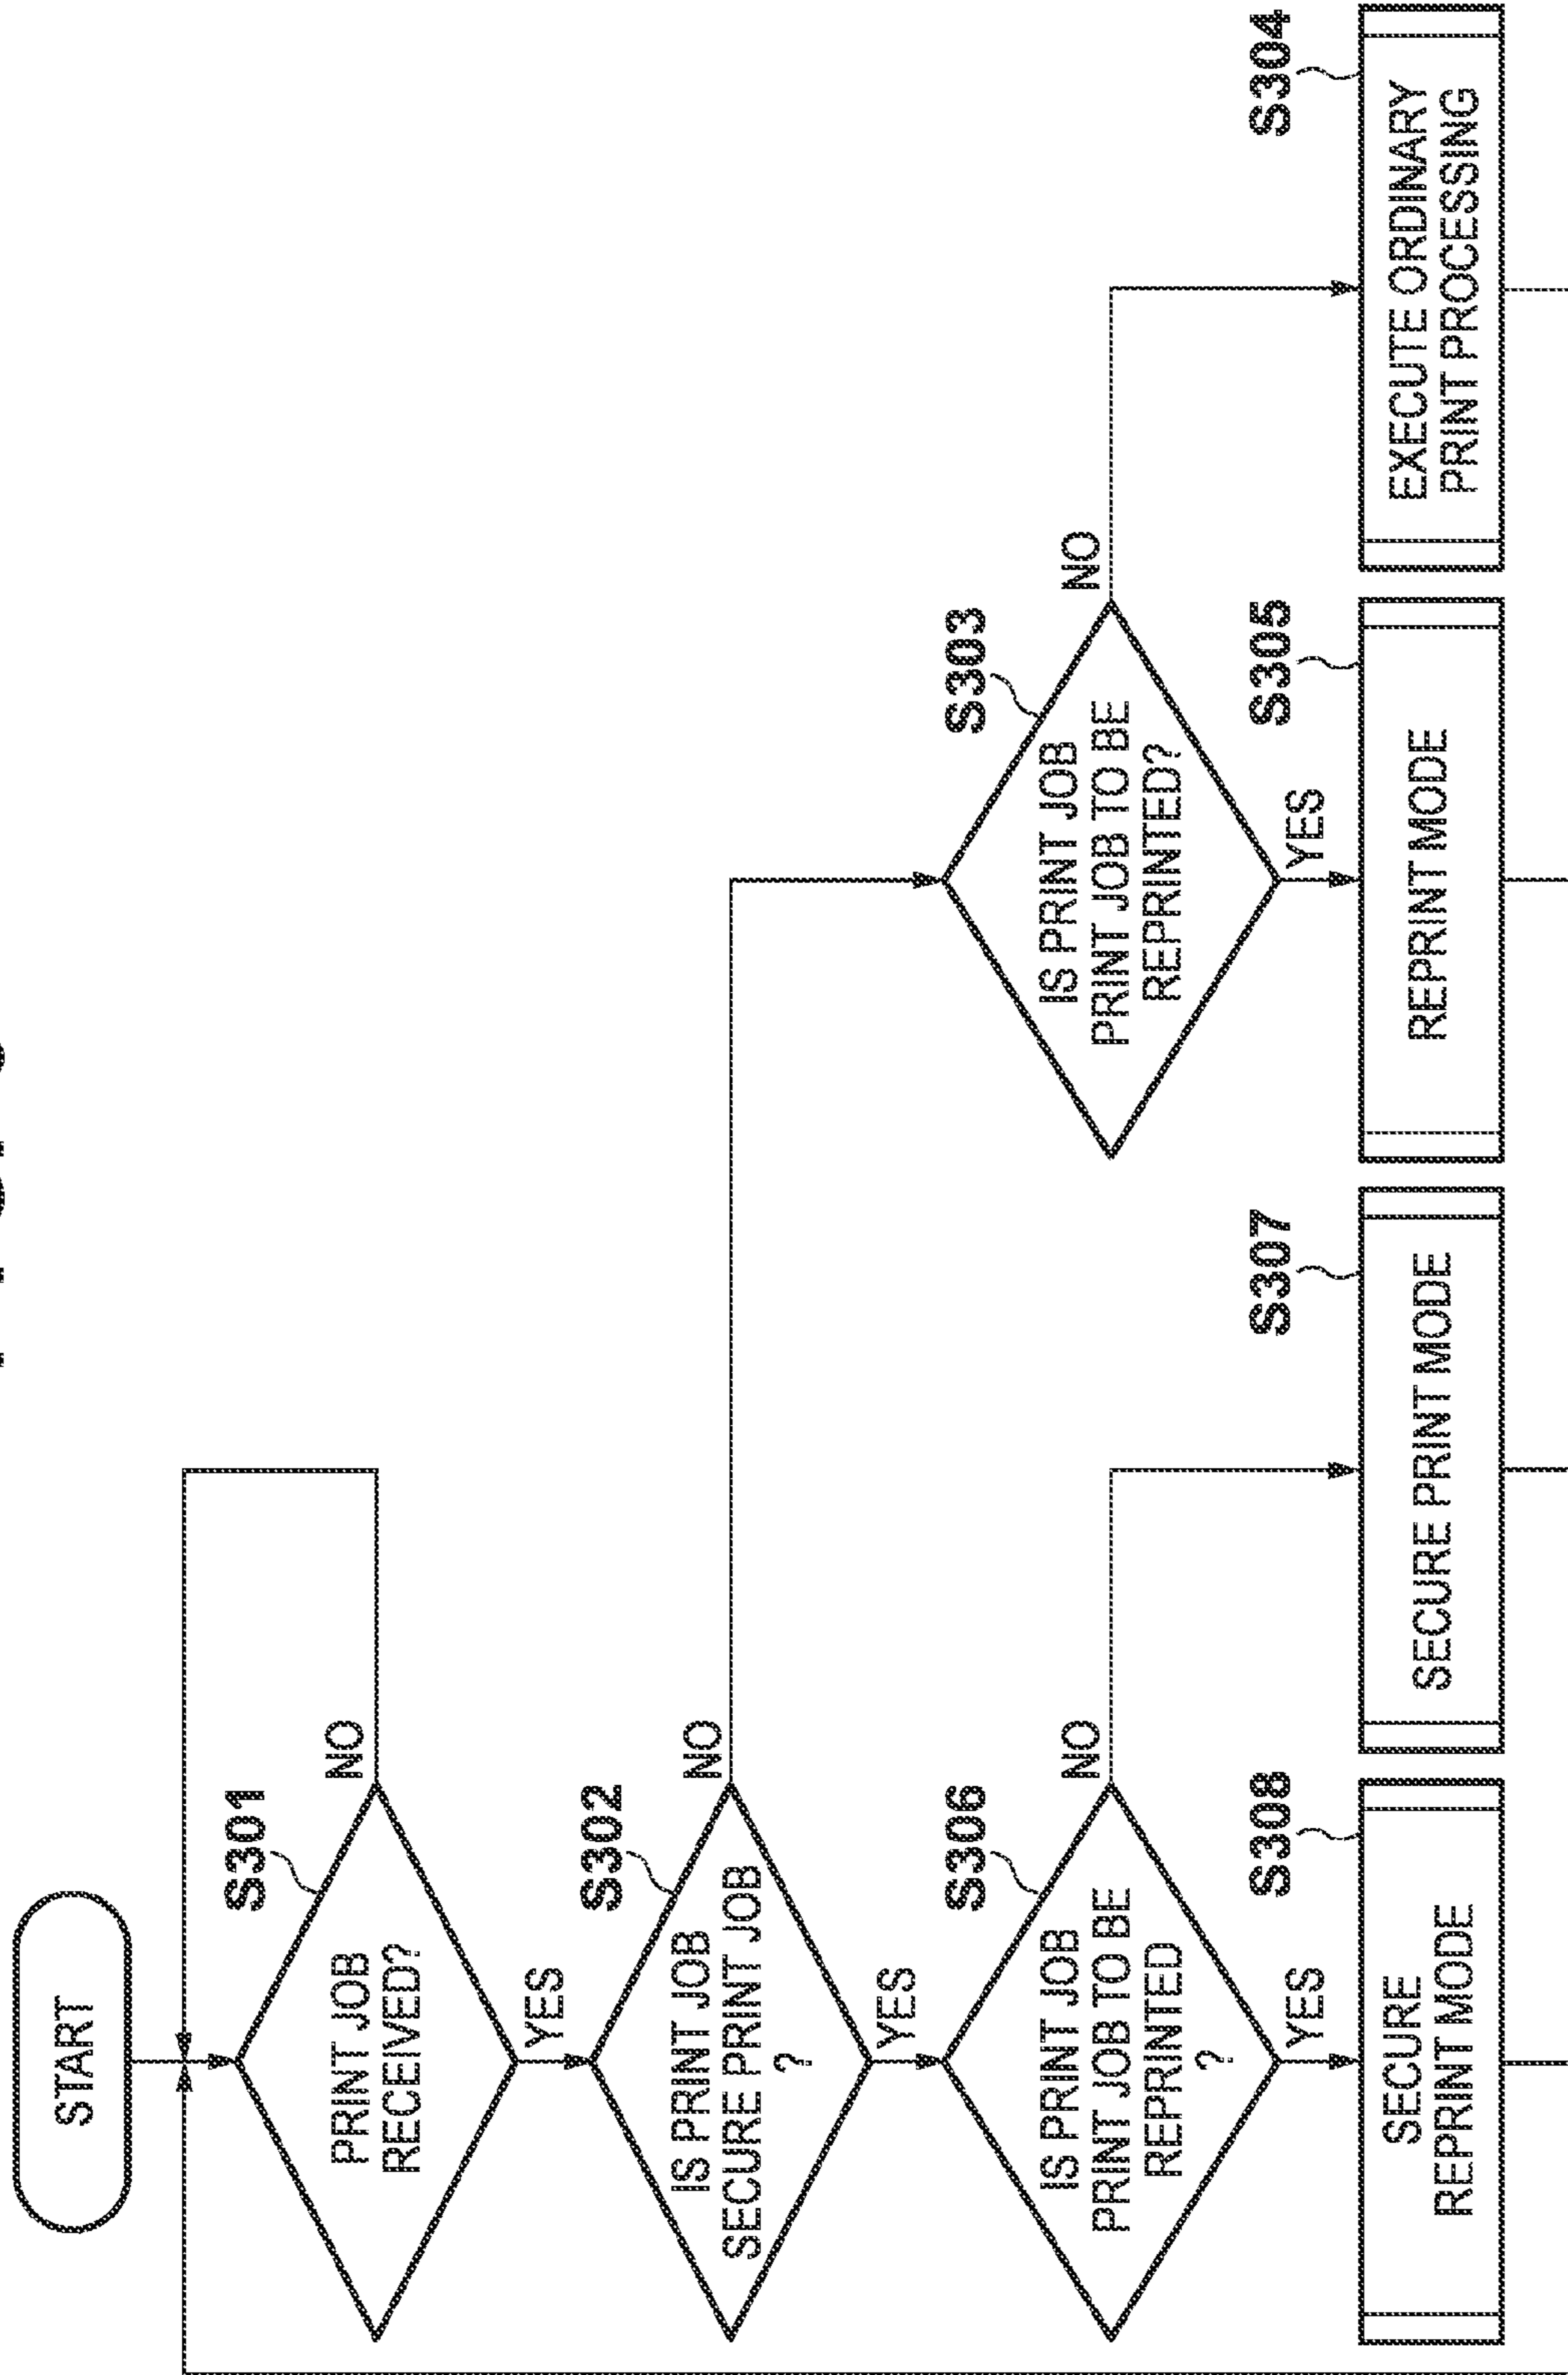 START
S301
PRINT JOB
RECEIVED?
NO
YES
S302
IS PRINT JOB
SECURE PRINT JOB
?
NO
YES
S303
IS PRINT JOB
PRINT JOB TO BE
REPRINTED?
NO
YES
S306
IS PRINT JOB
PRINT JOB TO BE
REPRINTED
?
NO
YES
S308
SECURE
REPRINT MODE
S307
SECURE PRINT MODE
S305
REPRINT MODE
S304
EXECUTE ORDINARY
PRINT PROCESSING